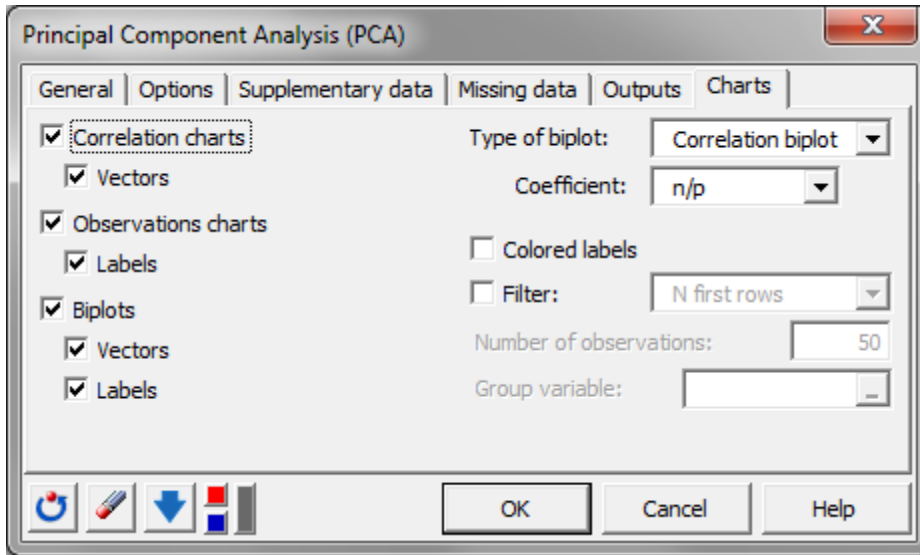 Principal Component Analysis (PCA)
General Options Supplementary data Missing data Outputs Charts
Correlation charts
Vectors
Observations charts
Labels
Biplots
Vectors
Labels
Type of biplot: Correlation biplot
Coefficient: n/p
Colored labels
Filter: N first rows
Number of observations: 50
Group variable: _
OK Cancel Help